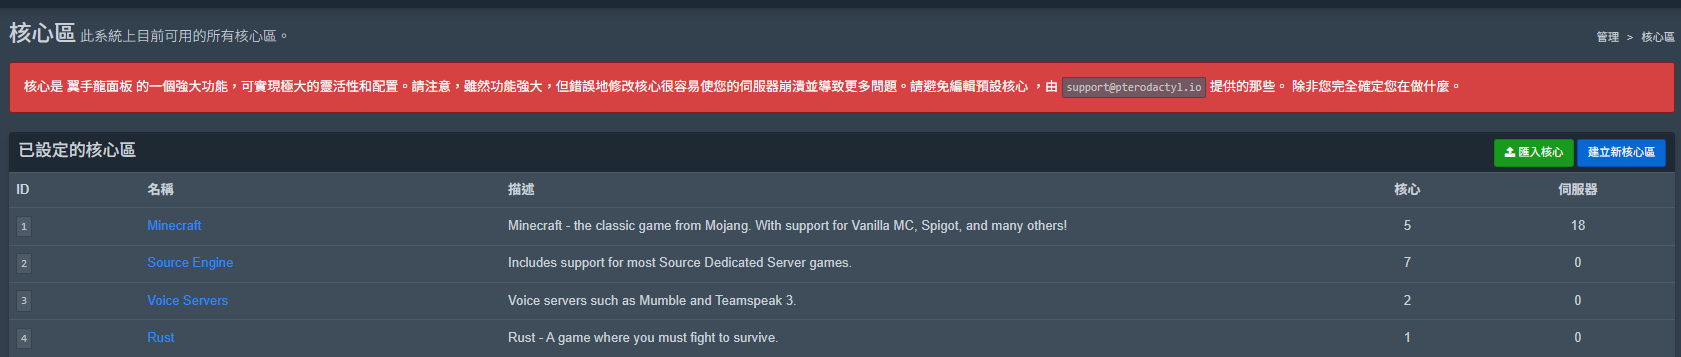 核心區 此系統上目前可用的所有核心區。
管理 > 核心區
核心是 翼手龍面板 的一個強大功能，可實現極大的靈活性和配置。請注意，雖然功能強大，但錯誤地修改核心很容易使您的伺服器崩潰並導致更多問題。請避免編輯預設核心 ，由 support@pterodactyl.io 提供的那些。 除非您完全確定您在做什麼。
已設定的核心區
匯入核心 建立新核心區
ID 名稱 描述 核心 伺服器
1 Minecraft Minecraft - the classic game from Mojang. With support for Vanilla MC, Spigot, and many others! 5 18
2 Source Engine Includes support for most Source Dedicated Server games. 7 0
3 Voice Servers Voice servers such as Mumble and Teamspeak 3. 2 0
4 Rust Rust - A game where you must fight to survive. 1 0